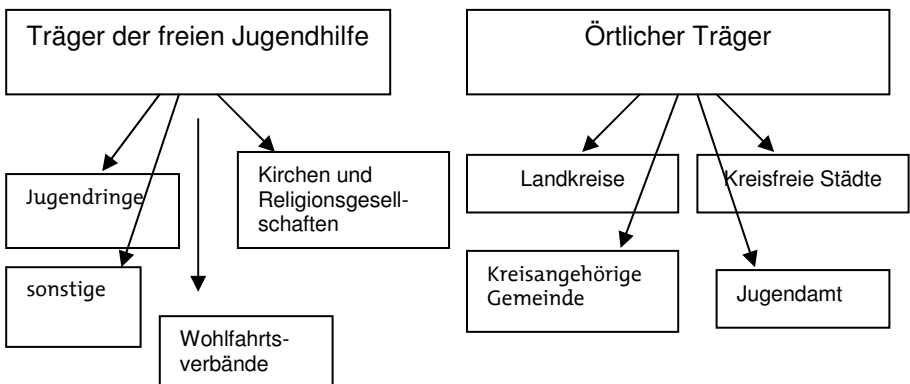 Träger der freien Jugendhilfe
Örtlicher Träger
Jugendringe
Kirchen und
Religionsgesell-
schaften
sonstige
Wohlfahrts-
verbände
Landkreise
Kreisfreie Städte
Kreisangehörige
Gemeinde
Jugendamt